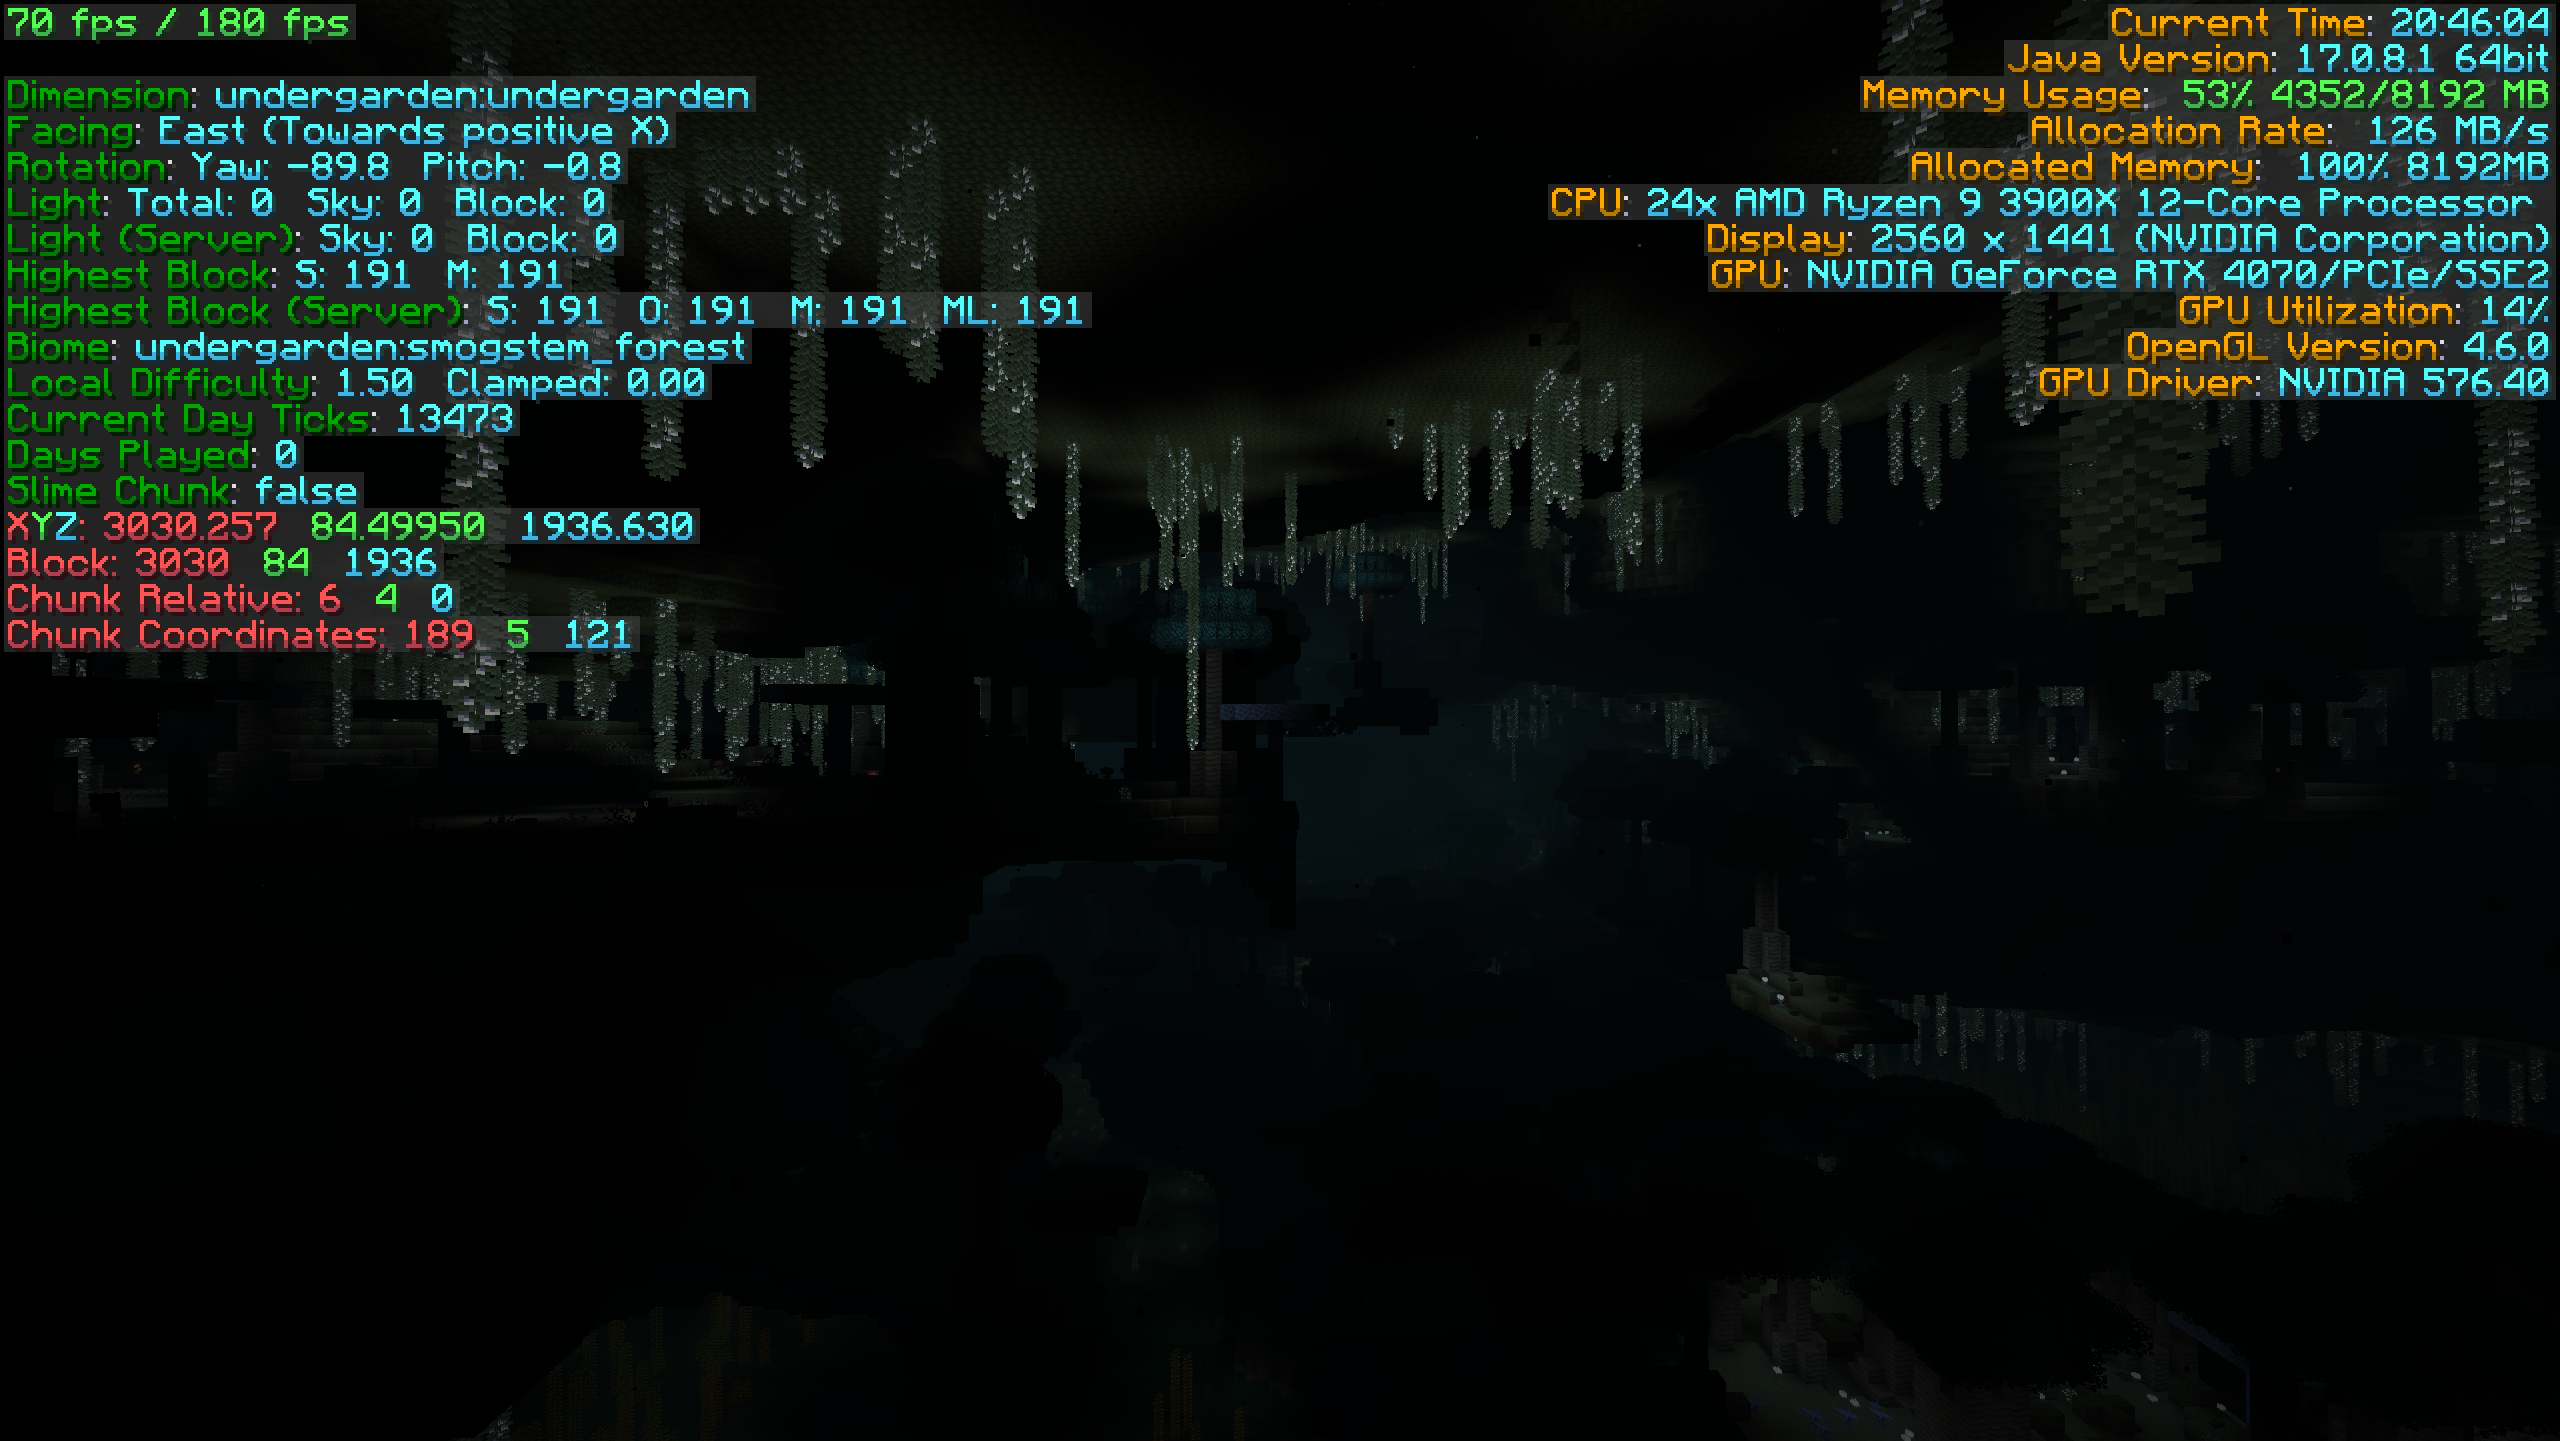 70 fps / 180 fps
Dimension: undergarden:undergarden
Facing: East (Towards positive X)
Rotation: Yaw: -89.8 Pitch: -0.8
Light: Total: 0 Sky: 0 Block: 0
Light (Server): Sky: 0 Block: 0
Highest Block: S: 191 M: 191
Highest Block (Server): S: 191 O: 191 M: 191 ML: 191
Biome: undergarden:smogstem_forest
Local Difficulty: 1.50 Clamped: 0.00
Current Day Ticks: 13473
Days Played: 0
Slime Chunk: false
XYZ: 3030.257 84.49950 1936.630
Block: 3030 84 1936
Chunk Relative: 6 4 0
Chunk Coordinates: 189 5 121
Current Time: 20:46:04
Java Version: 17.0.8.1 64bit
Memory Usage: 53% 4352/8192 MB
Allocation Rate: 126 MB/s
Allocated Memory: 100% 8192MB
CPU: 24x AMD Ryzen 9 3900X 12-Core Processor
Display: 2560 x 1441 (NVIDIA Corporation)
GPU: NVIDIA GeForce RTX 4070/PCIe/SSE2
GPU Utilization: 14%
OpenGL Version: 4.6.0
GPU Driver: NVIDIA 576.40